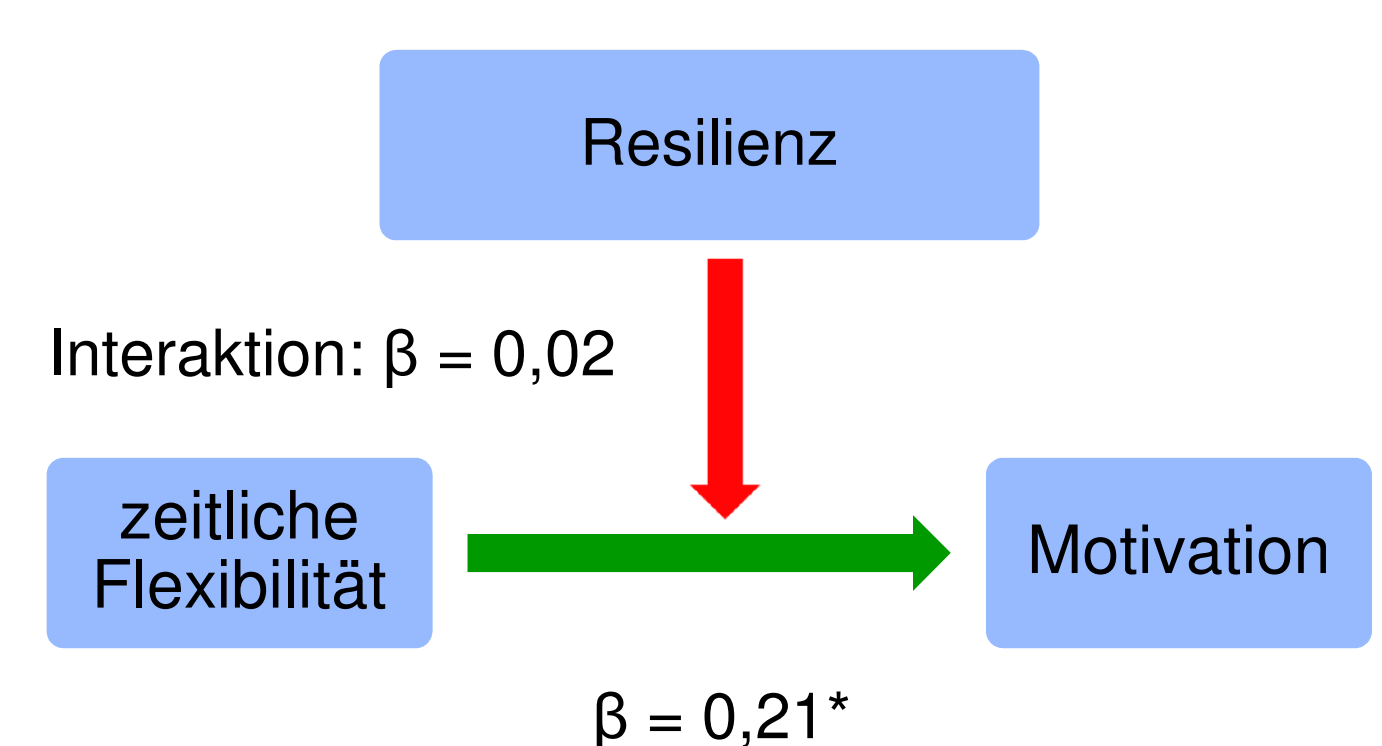 Resilienz
Interaktion: β = 0,02
zeitliche
Flexibilität
Motivation
β = 0,21*